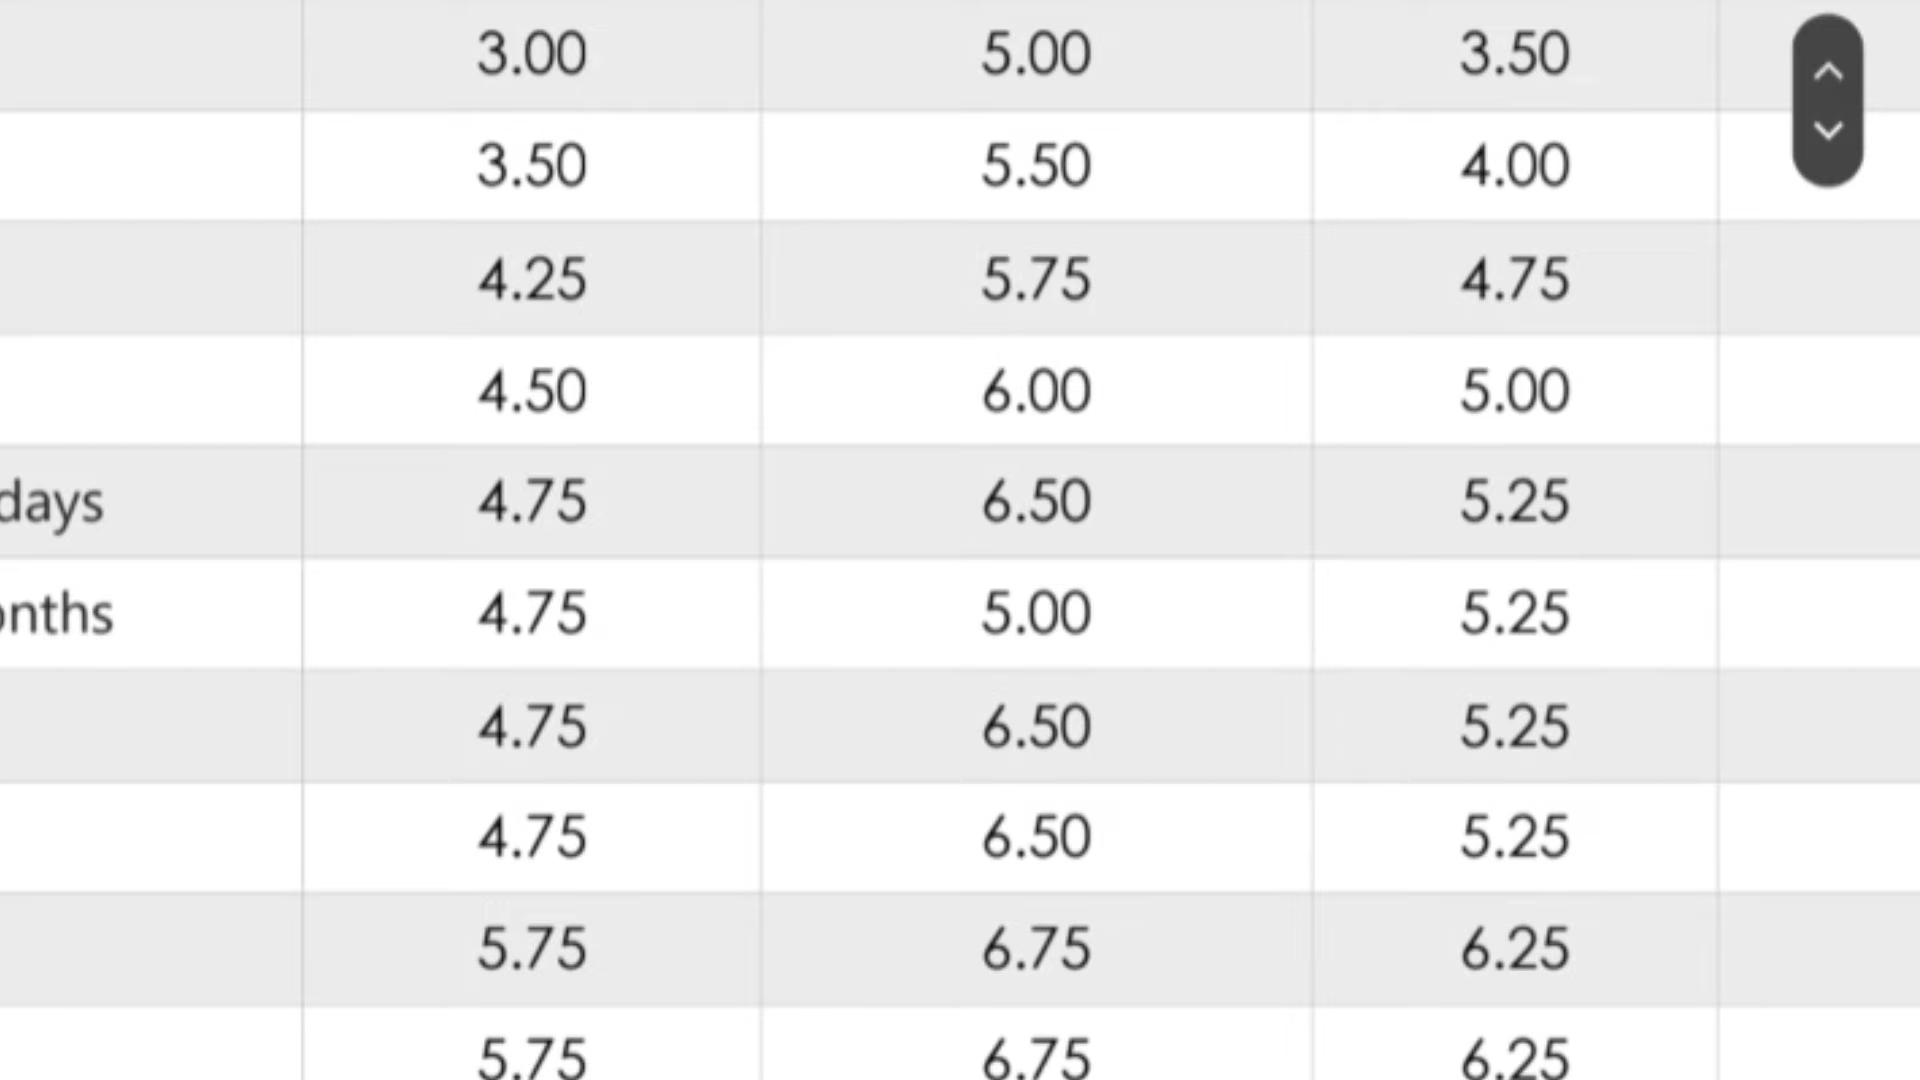 3.00 5.00 3.50
3.50 5.50 4.00
4.25 5.75 4.75
4.50 6.00 5.00
days 4.75 6.50 5.25
onths 4.75 5.00 5.25
4.75 6.50 5.25
4.75 6.50 5.25
5.75 6.75 6.25
5.75 6.75 6.25